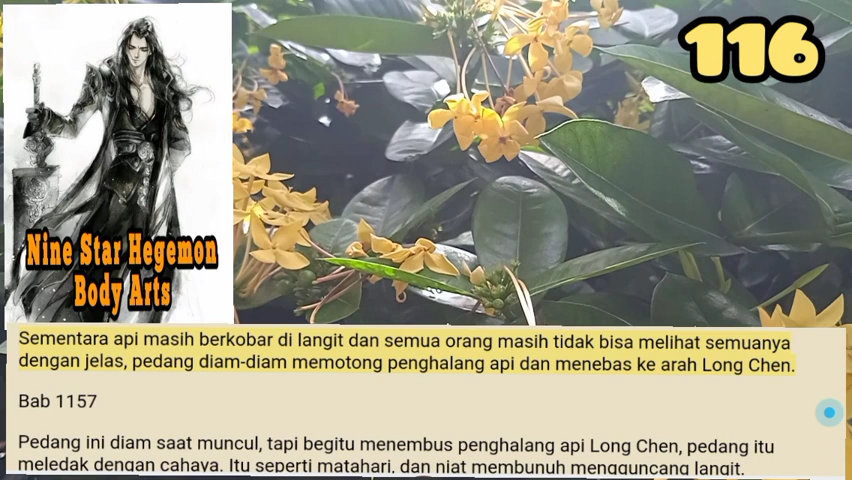 116
Nine Star Hegemon
Body Arts
Sementara api masih berkobar di langit dan semua orang masih tidak bisa melihat semuanya
dengan jelas, pedang diam-diam memotong penghalang api dan menebas ke arah Long Chen.
Bab 1157
Pedang ini diam saat muncul, tapi begitu menembus penghalang api Long Chen, pedang itu
meledak dengan cahaya. Itu seperti matahari, dan niat membunuh mengguncang langit.